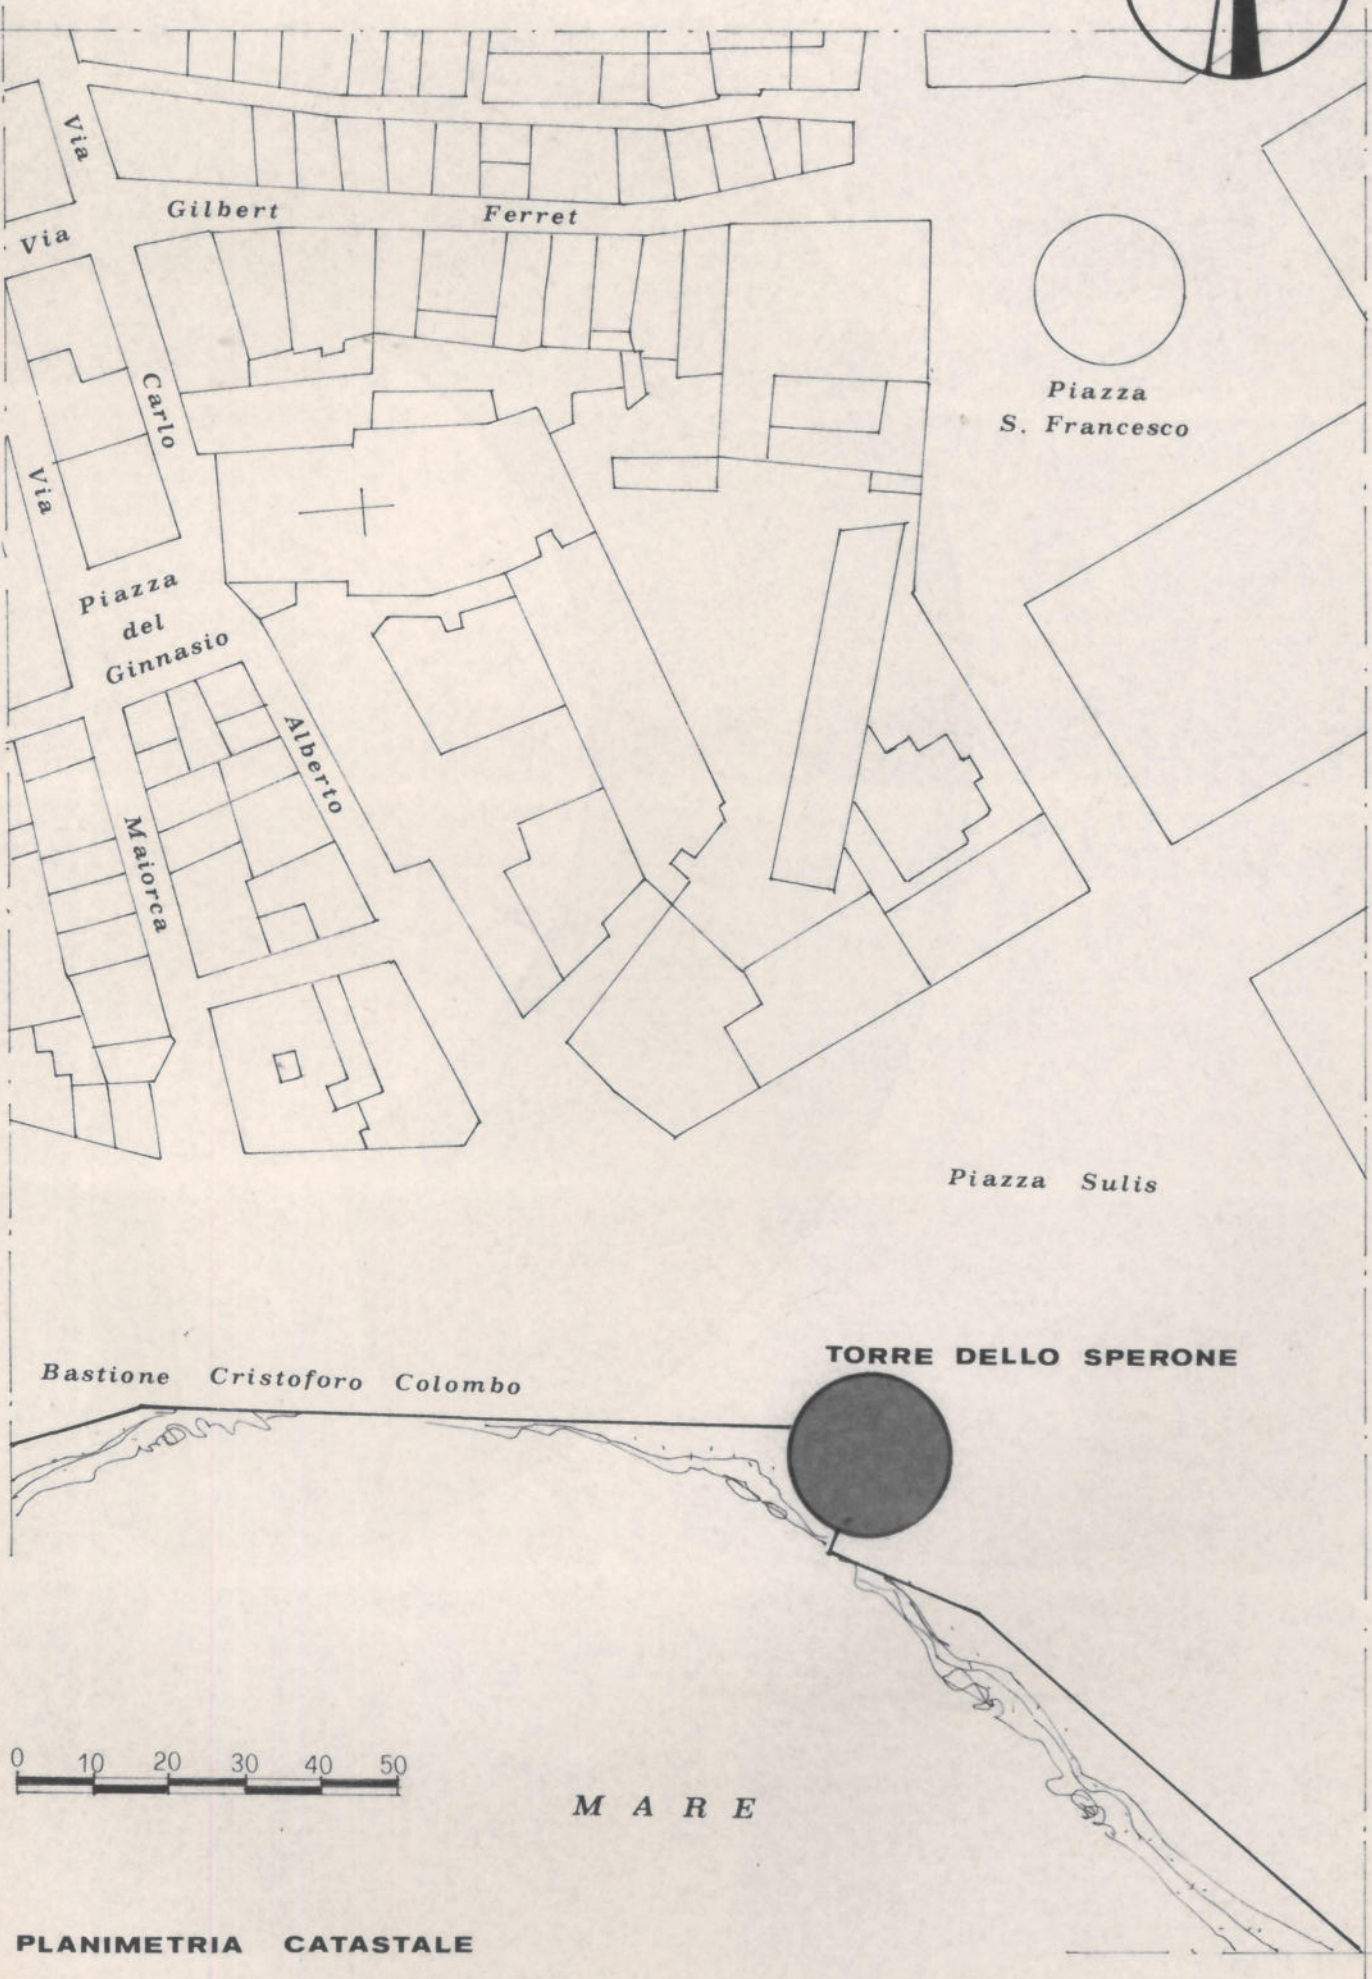 Via
Gilbert Ferret
Via
Piazza
S. Francesco
Carlo
Via
Piazza
del
Ginnasio
Alberto
Maiorca
Piazza Sulis
TORRE DELLO SPERONE
Bastione Cristoforo Colombo
0 10 20 30 40 50
MARE
PLANIMETRIA CATASTALE